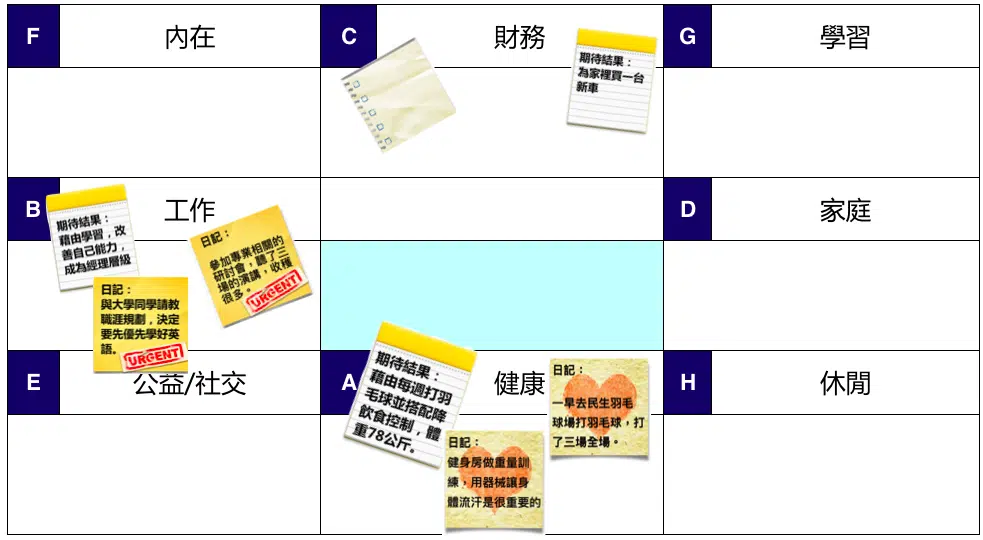 F 內在
C 財務
G 學習
期待結果：
為家裡買一台
新車
B 工作
D 家庭
期待結果：
藉由學習，改
善自己能力，
成為經理層級
日記：
參加專業相關的
研討會，聽了三
場的演講，收穫
很多。
URGENT
日記：
與大學同學請教
職涯規劃，決定
要先優先學好英
語。
URGENT
E 公益/社交
A 健康
H 休閒
期待結果：
藉由每週打羽
毛球並搭配降
飲食控制，體
重78公斤。
日記：
一早去民生羽毛
球場打羽毛球，打
了三場全場。
日記：
健身房做重量訓
練，用器械讓身
體流汗是很重要的